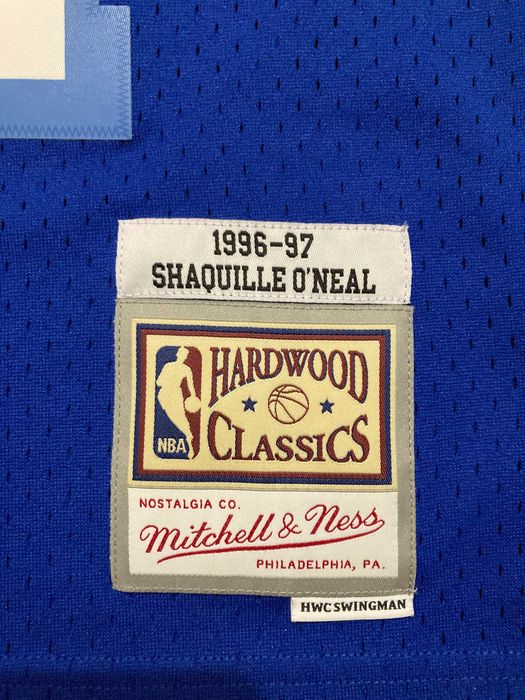 1996-97
SHAQUILLE O'NEAL
HARDWOOD
CLASSICS
NBA
NOSTALGIA CO.
Mitchell & Ness
PHILADELPHIA, PA.
HWC SWINGMAN